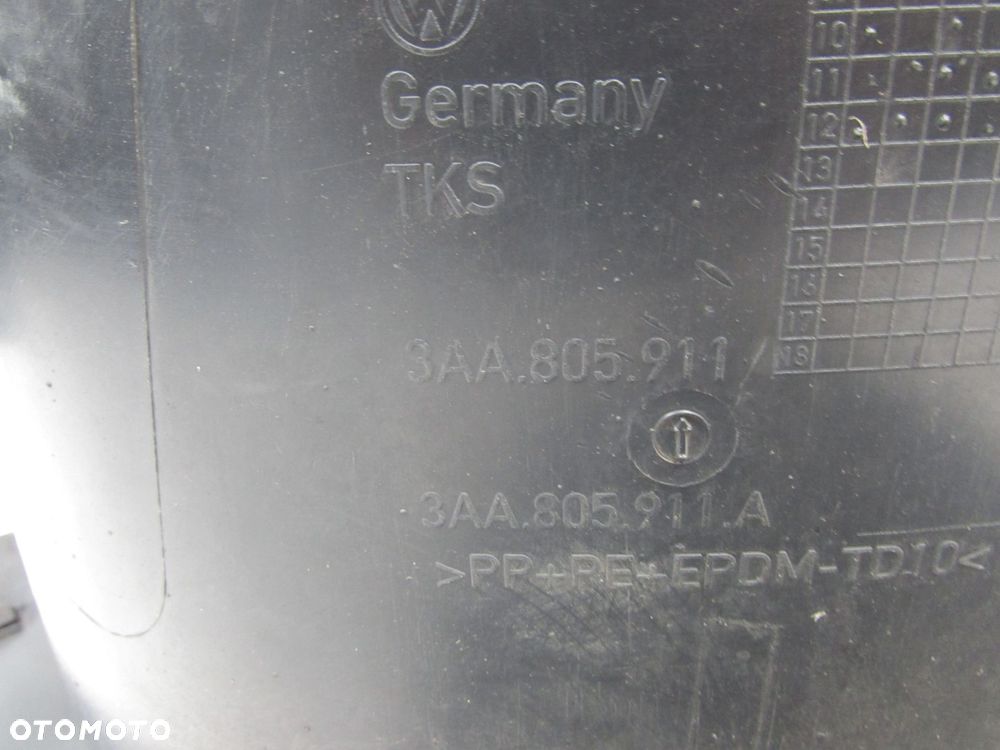 10
11
12
13
14
15
16
17
18
Germany
TKS
3AA.805.911
3AA.805.911.A
>PP+PE+EPDM-TD10<
OTOMOTO